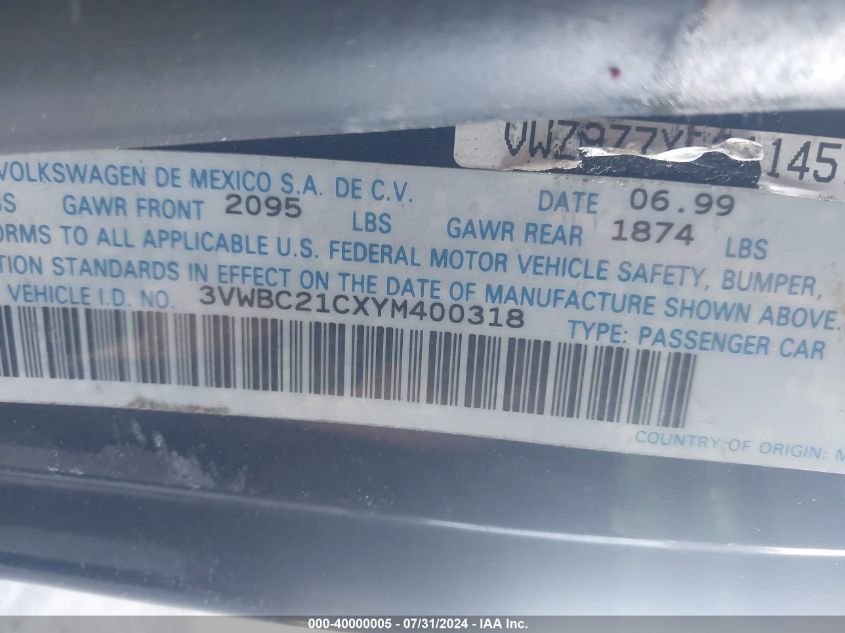 145
VOLKSWAGEN DE MEXICO S.A. DE C.V. DATE 06.99
GAWR FRONT 2095 LBS GAWR REAR 1874 LBS
ORMS TO ALL APPLICABLE U.S. FEDERAL MOTOR VEHICLE SAFETY, BUMPER,
TION STANDARDS IN EFFECT ON THE DATE OF MANUFACTURE SHOWN ABOVE.
VEHICLE I.D. NO. 3VWBC21CXYM400318 TYPE: PASSENGER CAR
COUNTRY OF ORIGIN: M
000-40000005 - 07/31/2024 - IAA Inc.